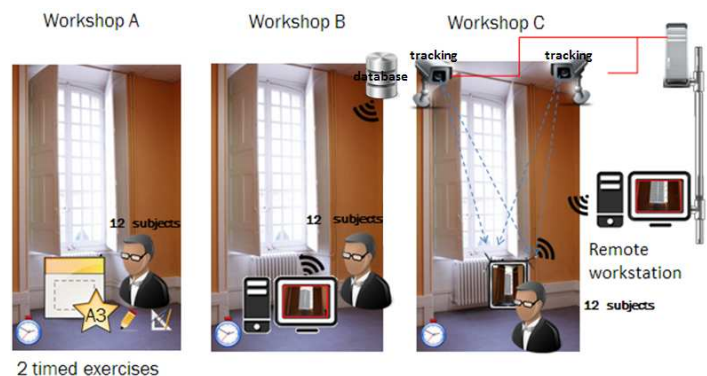 Workshop A
Workshop B
Workshop C
tracking
tracking
database
12 subjects
12 subjects
A3
Remote
workstation
12 subjects
2 timed exercises